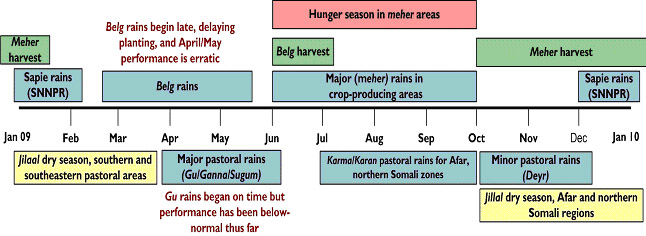 Hunger season in meher areas
Belg rains begin late, delaying
planting, and April/May
performance is erratic
Meher
harvest
Belg
harvest
Meher harvest
Sapie rains
(SNNPR)
Belg rains
Major (meher) rains in
crop-producing areas
Sapie rains
(SNNPR)
Jan 09 Feb Mar Apr May Jun Jul Aug Sep Oct Nov Dec Jan 10
Jilaal dry season, southern and
southeastern pastoral areas
Major pastoral rains
(Gu/Ganna/Sugum)
Karma/Karan pastoral rains for Afar,
northern Somali zones
Minor pastoral rains
(Deyr)
Gu rains began on time but
performance has been below-
normal thus far
Jillal dry season, Afar and northern
Somali regions